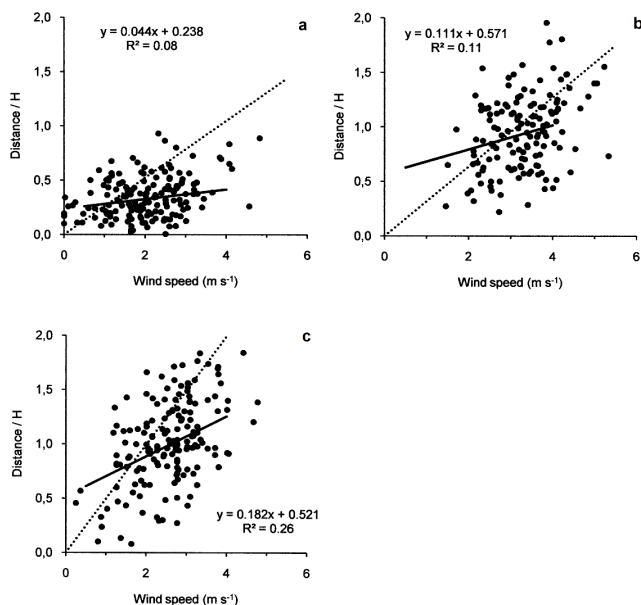 a
y = 0.044x + 0.238
R² = 0.08
Distance / H
2,0
1,5
1,0
0,5
0,0
0 2 4 6
Wind speed (m s⁻¹)
b
y = 0.111x + 0.571
R² = 0.11
Distance / H
2,0
1,5
1,0
0,5
0,0
0 2 4 6
Wind speed (m s⁻¹)
c
Distance / H
2,0
1,5
1,0
0,5
0,0
y = 0.182x + 0.521
R² = 0.26
0 2 4 6
Wind speed (m s⁻¹)